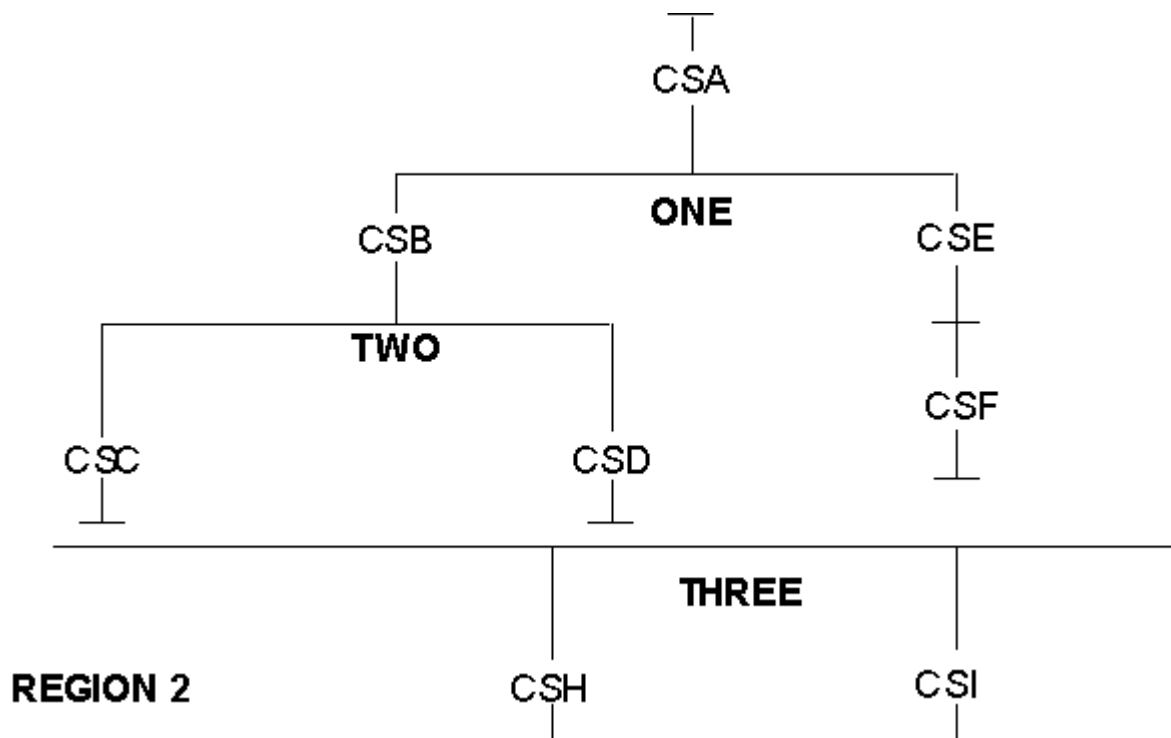 CSA
ONE
CSB
CSE
TWO
CSF
CSC
CSD
THREE
REGION 2
CSH
CSI